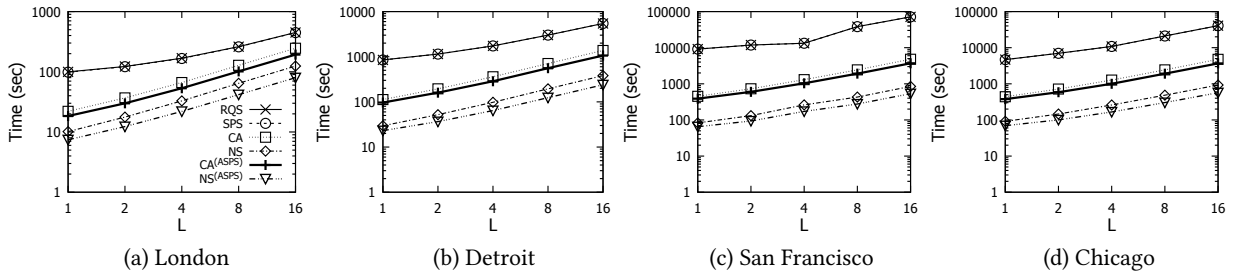 Time (sec)
1000
100
10
1
RQS
SPS
CA
NS
CA(ASPS)
NS(ASPS)
1 2 4 8 16
L
(a) London
Time (sec)
10000
1000
100
10
1
1 2 4 8 16
L
(b) Detroit
Time (sec)
100000
10000
1000
100
10
1
1 2 4 8 16
L
(c) San Francisco
Time (sec)
100000
10000
1000
100
10
1
1 2 4 8 16
L
(d) Chicago